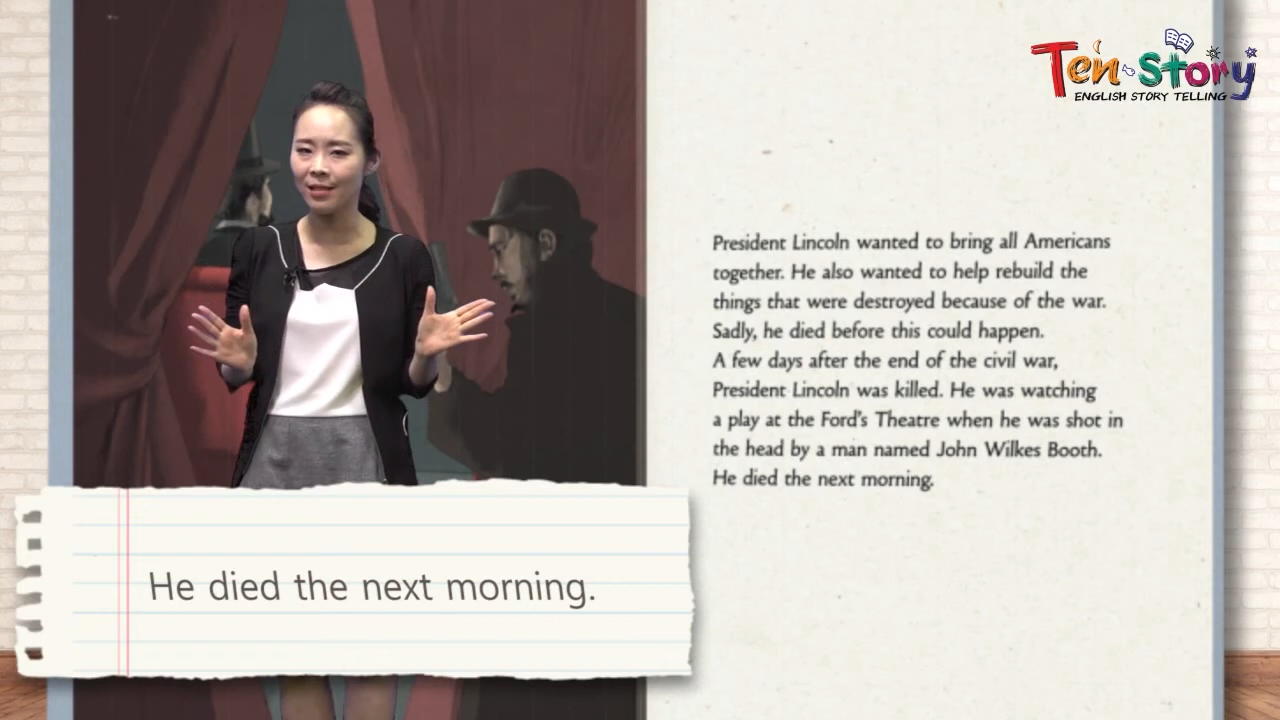 Ten Story
ENGLISH STORY TELLING
President Lincoln wanted to bring all Americans
together. He also wanted to help rebuild the
things that were destroyed because of the war.
Sadly, he died before this could happen.
A few days after the end of the civil war,
President Lincoln was killed. He was watching
a play at the Ford's Theatre when he was shot in
the head by a man named John Wilkes Booth.
He died the next morning.
He died the next morning.